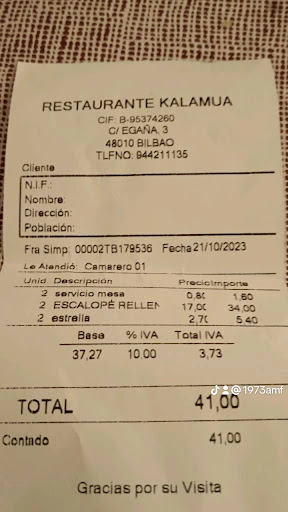 RESTAURANTE KALAMUA
CIF: B-95374260
C/ EGAÑA, 3
48010 BILBAO
TLFNO: 944211135
Cliente
N.I.F.:
Nombre:
Dirección:
Población:
Fra Simp: 00002TB179536 Fecha 21/10/2023
Le Atendió: Camarero 01
Unid. Descripción Precio Importe
2 servicio mesa 0,80 1,60
2 ESCALOPE RELLEN 17,00 34,00
2 estrella 2,70 5,40
Base % IVA Total IVA
37,27 10,00 3,73
@1973amf
TOTAL 41,00
Contado 41,00
Gracias por su Visita